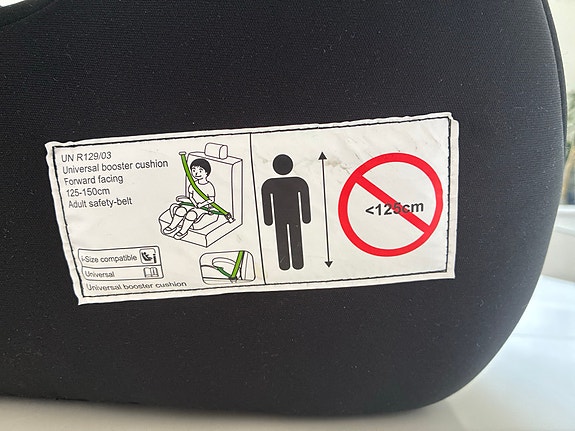 UN R129/03
Universal booster cushion
Forward facing
125-150cm
Adult safety-belt
i-Size compatible
Universal
Universal booster cushion
<125cm